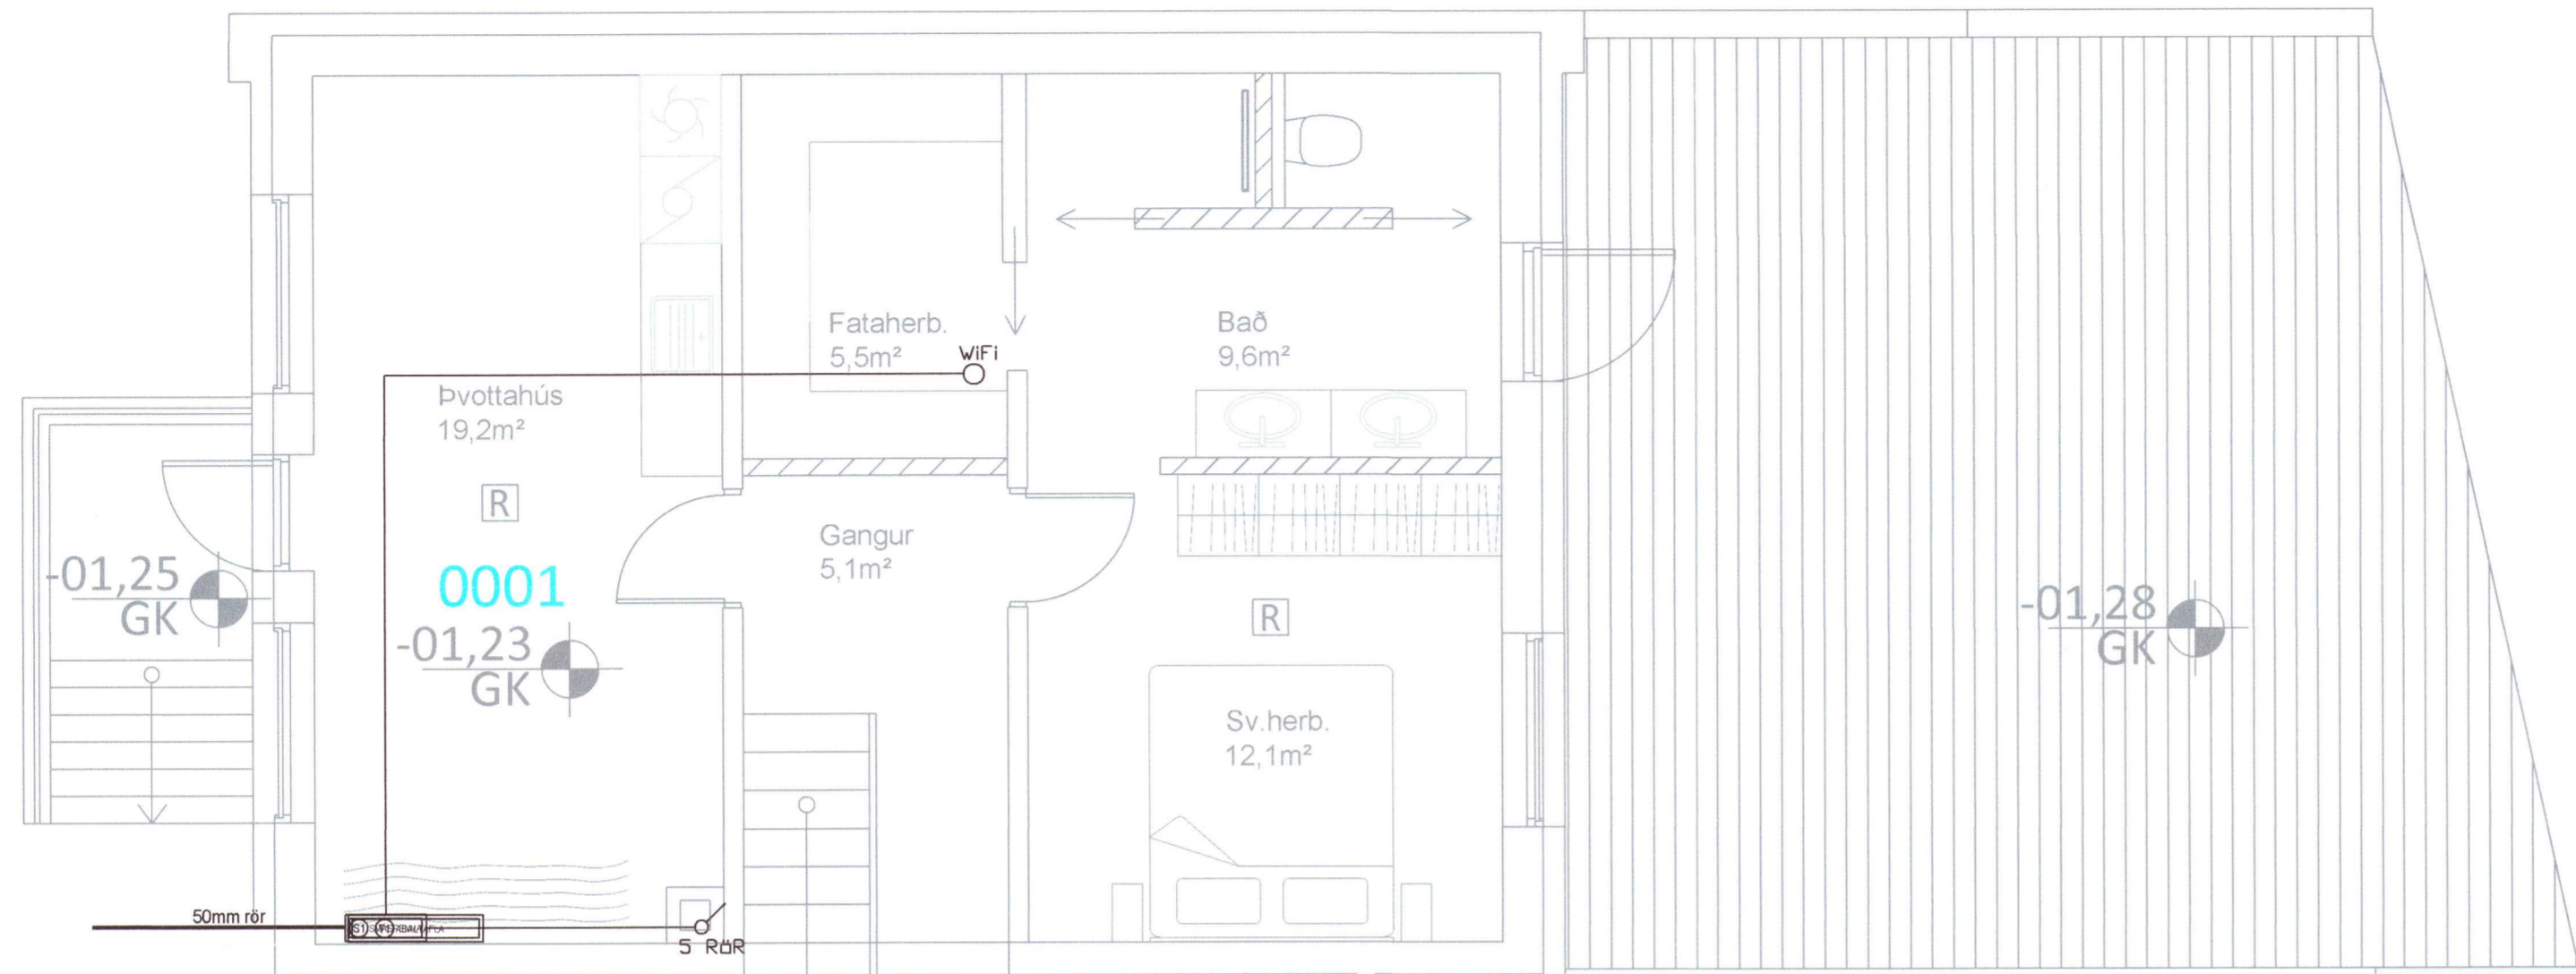 Fataherb.
5,5m²
WiFi
Bað
9,6m²
Þvottahús
19,2m²
R
Gangur
5,1m²
-01,25
GK
0001
-01,23
GK
R
-01,28
GK
Sv.herb.
12,1m²
50mm rör
S1
5 RöR